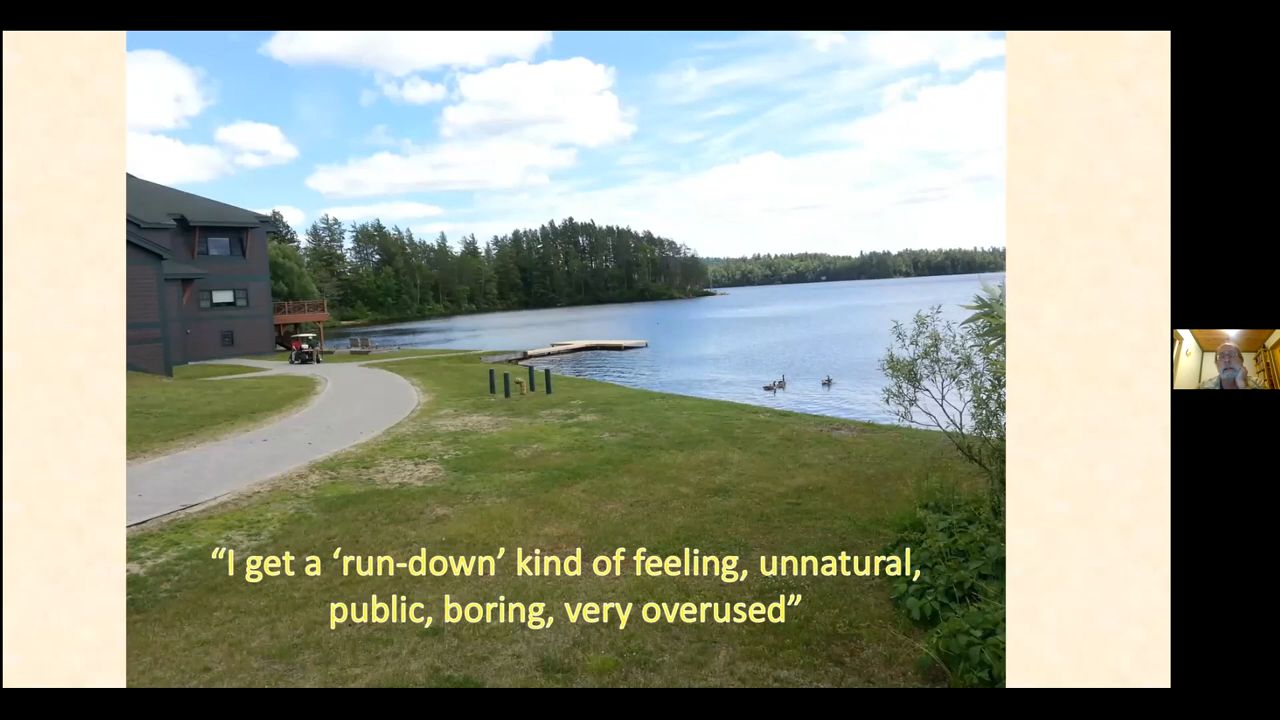 “I get a ‘run-down’ kind of feeling, unnatural,
public, boring, very overused”